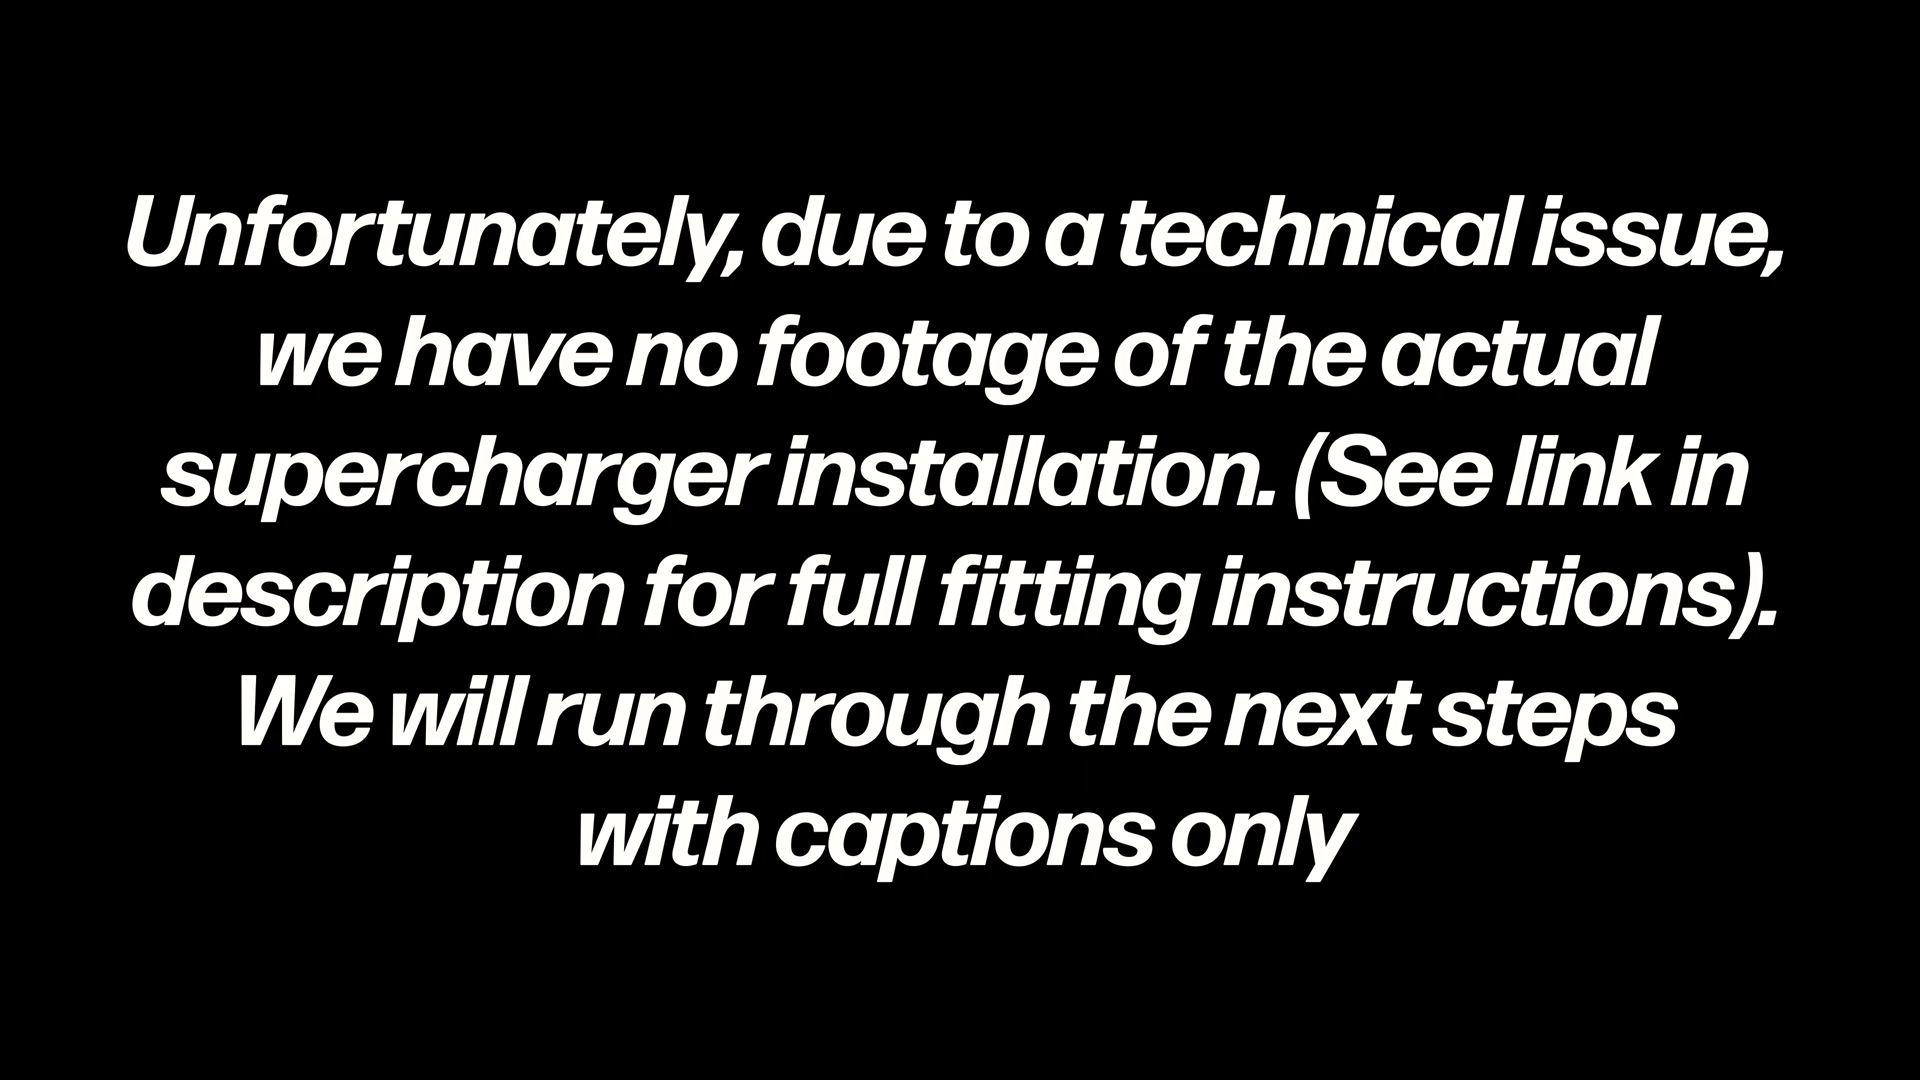 Unfortunately, due to a technical issue,
we have no footage of the actual
supercharger installation. (See link in
description for full fitting instructions).
We will run through the next steps
with captions only